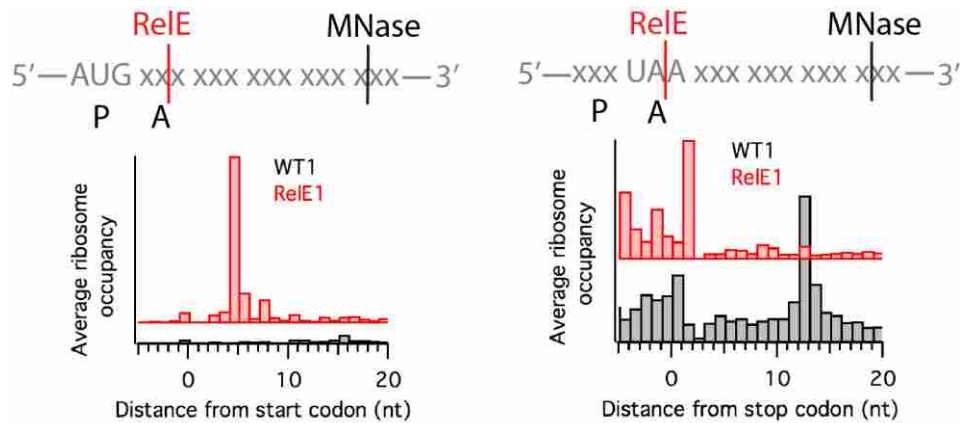 RelE MNase
5′—AUG xxx xxx xxx xxx xxx—3′
P A
WT1
RelE1
Average ribosome
occupancy
0 10 20
Distance from start codon (nt)
RelE MNase
5′—xxx UAA xxx xxx xxx xxx—3′
P A
WT1
RelE1
Average ribosome
occupancy
0 10 20
Distance from stop codon (nt)